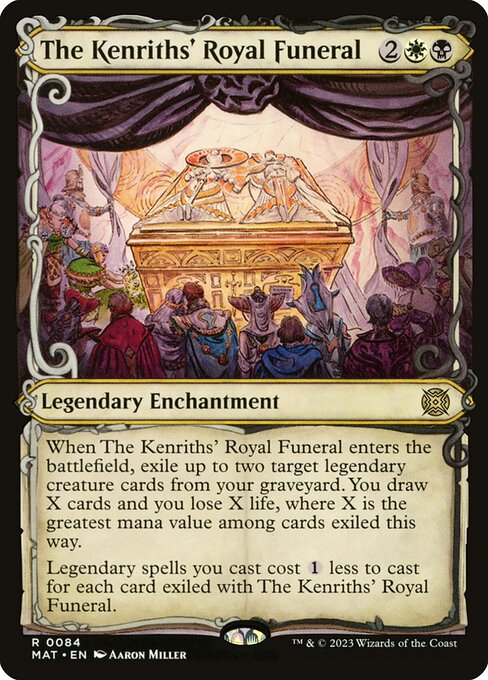 The Kenriths' Royal Funeral 2
Legendary Enchantment
When The Kenriths' Royal Funeral enters the
battlefield, exile up to two target legendary
creature cards from your graveyard. You draw
X cards and you lose X life, where X is the
greatest mana value among cards exiled this
way.
Legendary spells you cast cost 1 less to cast
for each card exiled with The Kenriths' Royal
Funeral.
R 0084
MAT • EN Aaron Miller
™ & © 2023 Wizards of the Coast